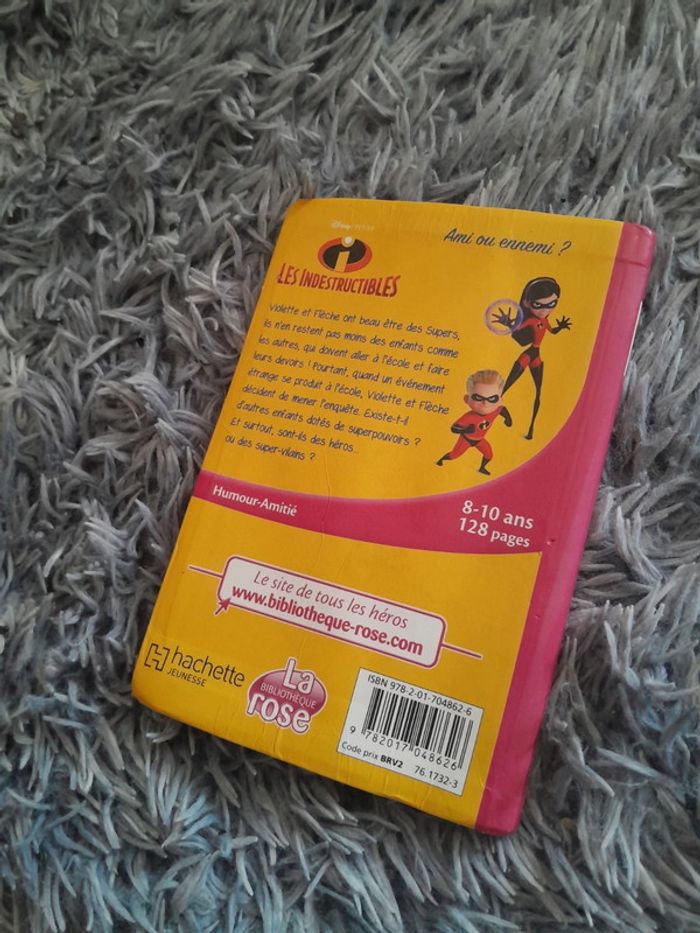 Disney·PIXAR
Ami ou ennemi ?
LES INDESTRUCTIBLES
Violette et Flèche ont beau être des Supers,
ils n'en restent pas moins des enfants comme
les autres, qui doivent aller à l'école et faire
leurs devoirs ! Pourtant, quand un événement
étrange se produit à l'école, Violette et Flèche
décident de mener l'enquête. Existe-t-il
d'autres enfants dotés de superpouvoirs ?
Et surtout, sont-ils des héros...
ou des super-vilains ?
Humour-Amitié
8-10 ans
128 pages
Le site de tous les héros
www.bibliotheque-rose.com
hachette
JEUNESSE
La
BIBLIOTHÈQUE
rose
ISBN 978-2-01-704862-6
9 782017 048626
Code prix BRV2
76.1732-3